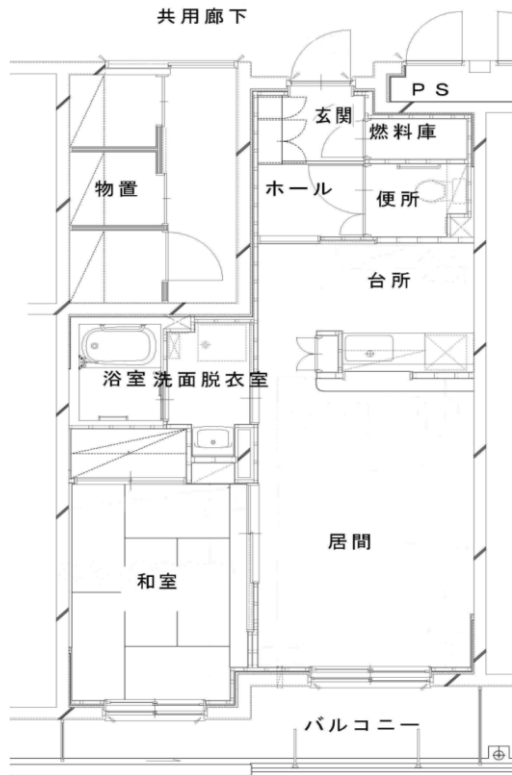 共用廊下
PS
玄関
燃料庫
物置
ホール
便所
台所
浴室
洗面脱衣室
居間
和室
バルコニー